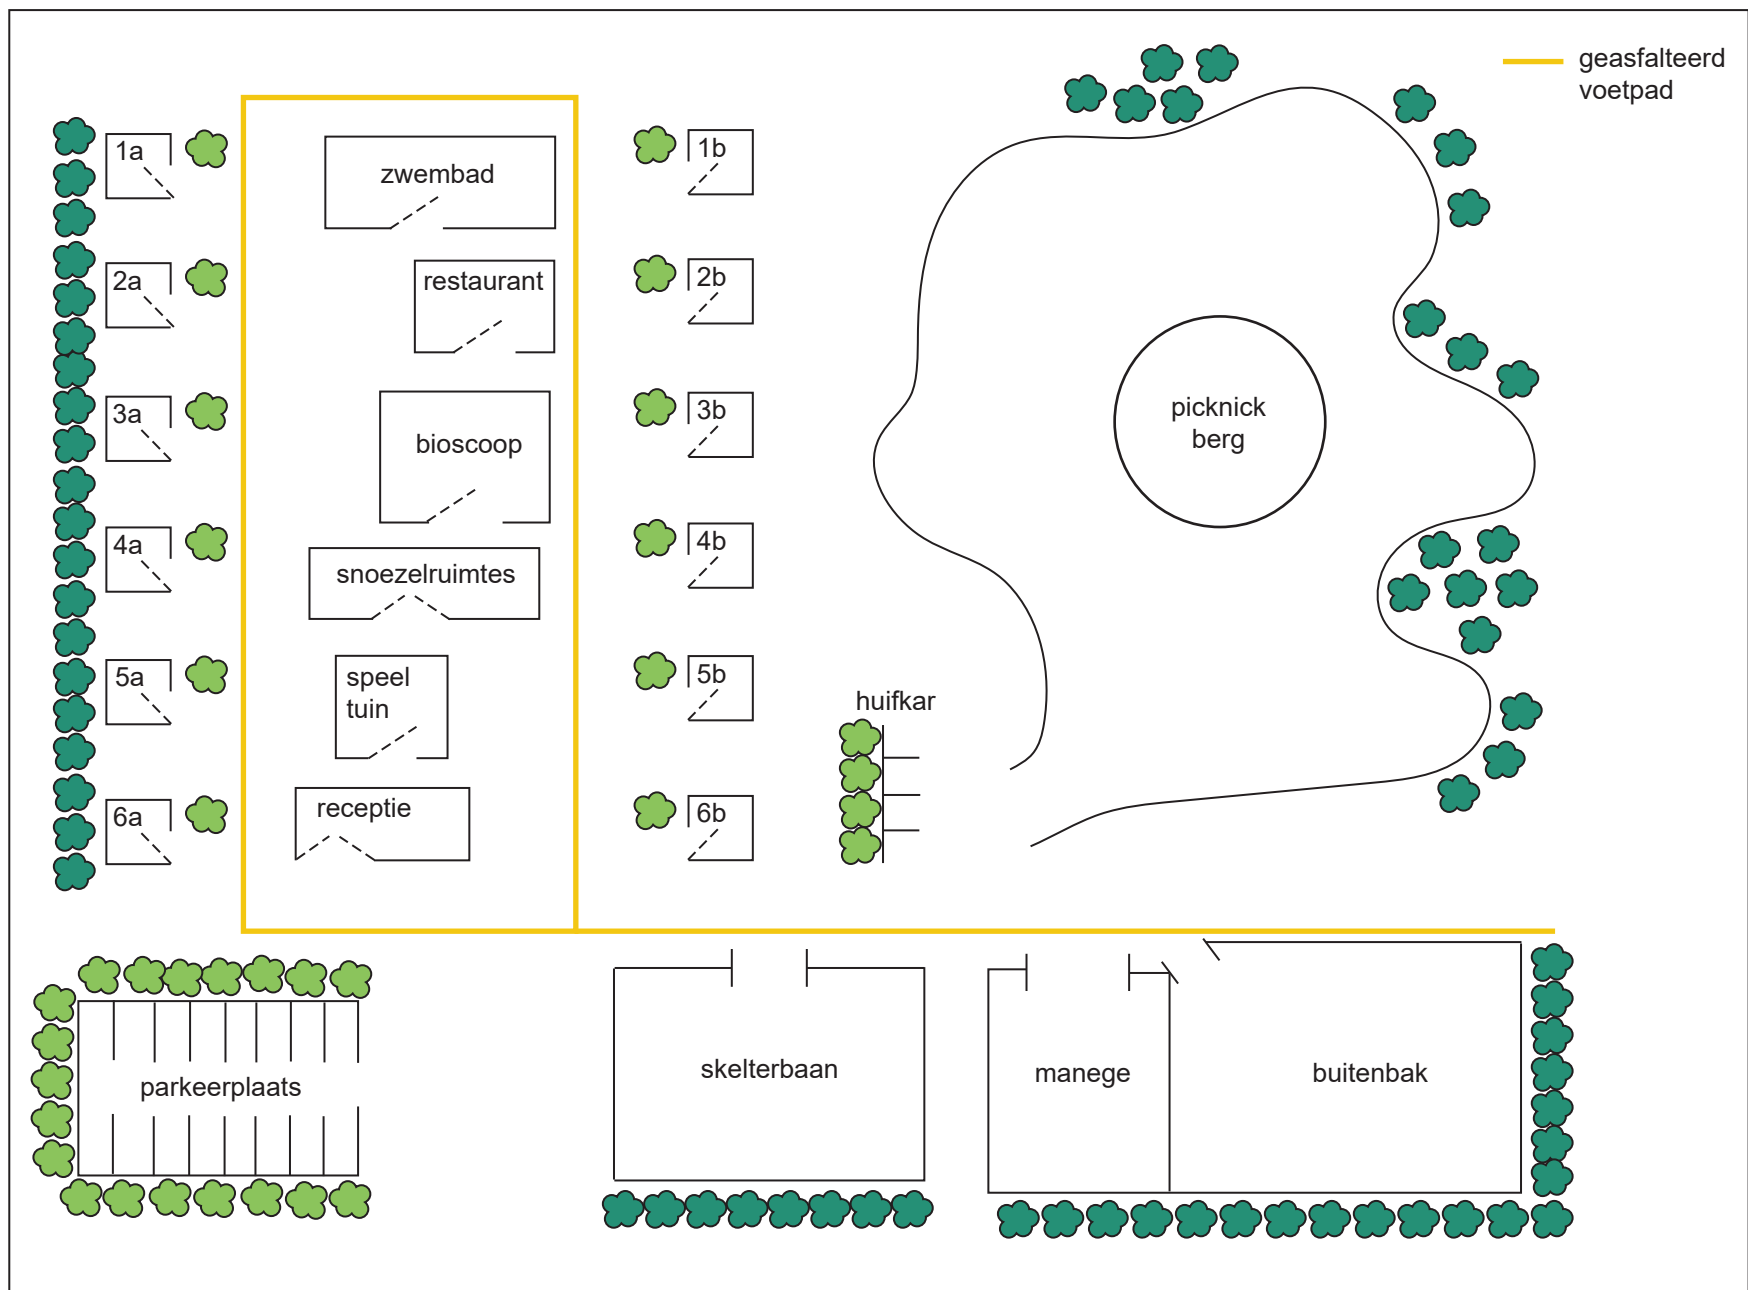 geasfalteerd
voetpad
1a
zwembad
1b
2a
restaurant
2b
3a
bioscoop
3b
picknick
berg
4a
snoezelruimtes
4b
5a
speel
tuin
5b
huifkar
6a
receptie
6b
parkeerplaats
skelterbaan
manege
buitenbak